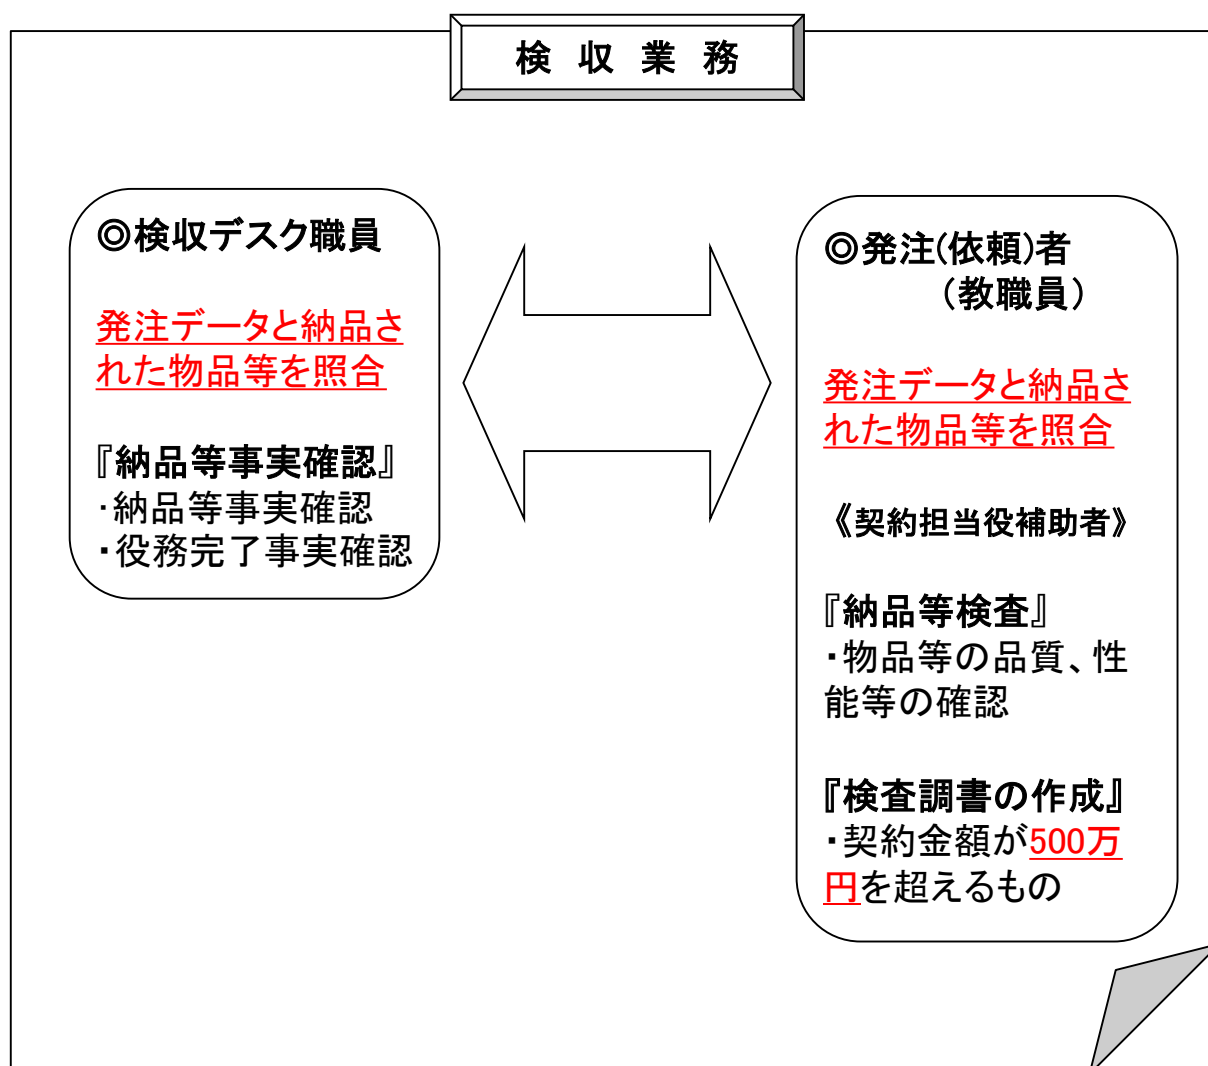 検 収 業 務
◎検収デスク職員
発注データと納品さ
れた物品等を照合
『納品等事実確認』
・納品等事実確認
・役務完了事実確認
◎発注(依頼)者
（教職員）
発注データと納品さ
れた物品等を照合
《契約担当役補助者》
『納品等検査』
・物品等の品質、性
能等の確認
『検査調書の作成』
・契約金額が500万
円を超えるもの